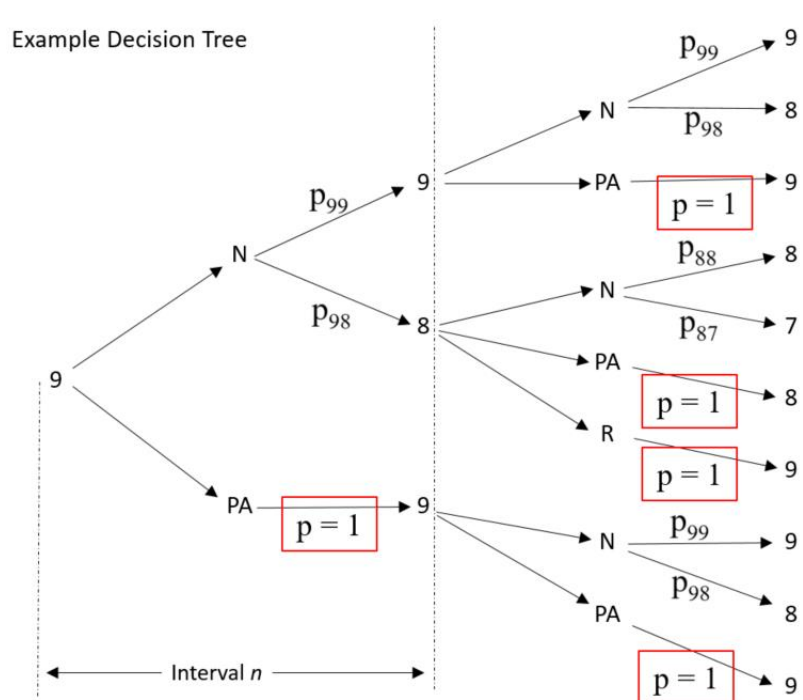 Example Decision Tree
p99
9
N
p98
8
PA
9
p = 1
p99
9
N
p88
8
p98
8
N
p87
7
9
PA
p = 1
8
R
p = 1
9
PA
p = 1
9
N
p99
9
p98
8
PA
p = 1
9
Interval n